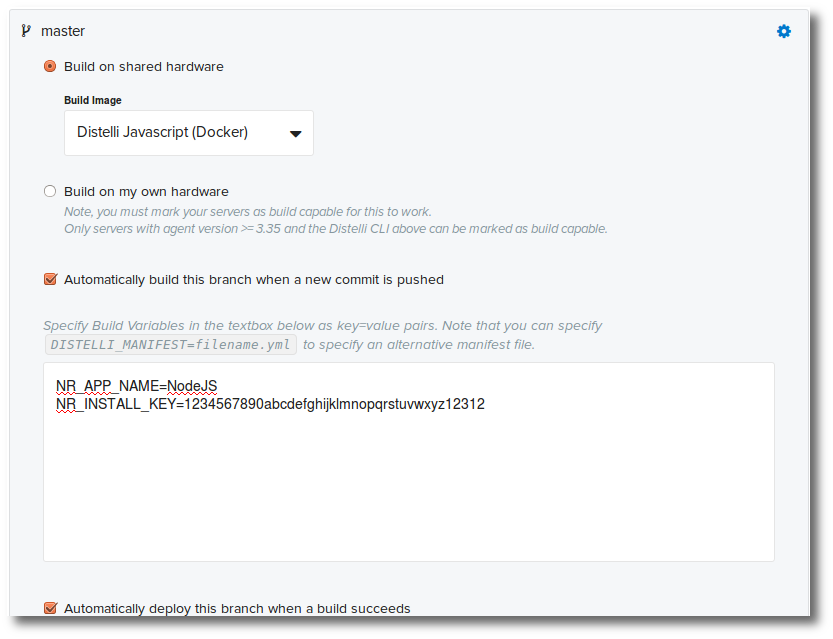 master
Build on shared hardware
Build Image
Distelli Javascript (Docker)
Build on my own hardware
Note, you must mark your servers as build capable for this to work.
Only servers with agent version >= 3.35 and the Distelli CLI above can be marked as build capable.
Automatically build this branch when a new commit is pushed
Specify Build Variables in the textbox below as key=value pairs. Note that you can specify
DISTELLI_MANIFEST=filename.yml to specify an alternative manifest file.
NR_APP_NAME=NodeJS
NR_INSTALL_KEY=1234567890abcdefghijklmnopqrstuvwxyz12312
Automatically deploy this branch when a build succeeds